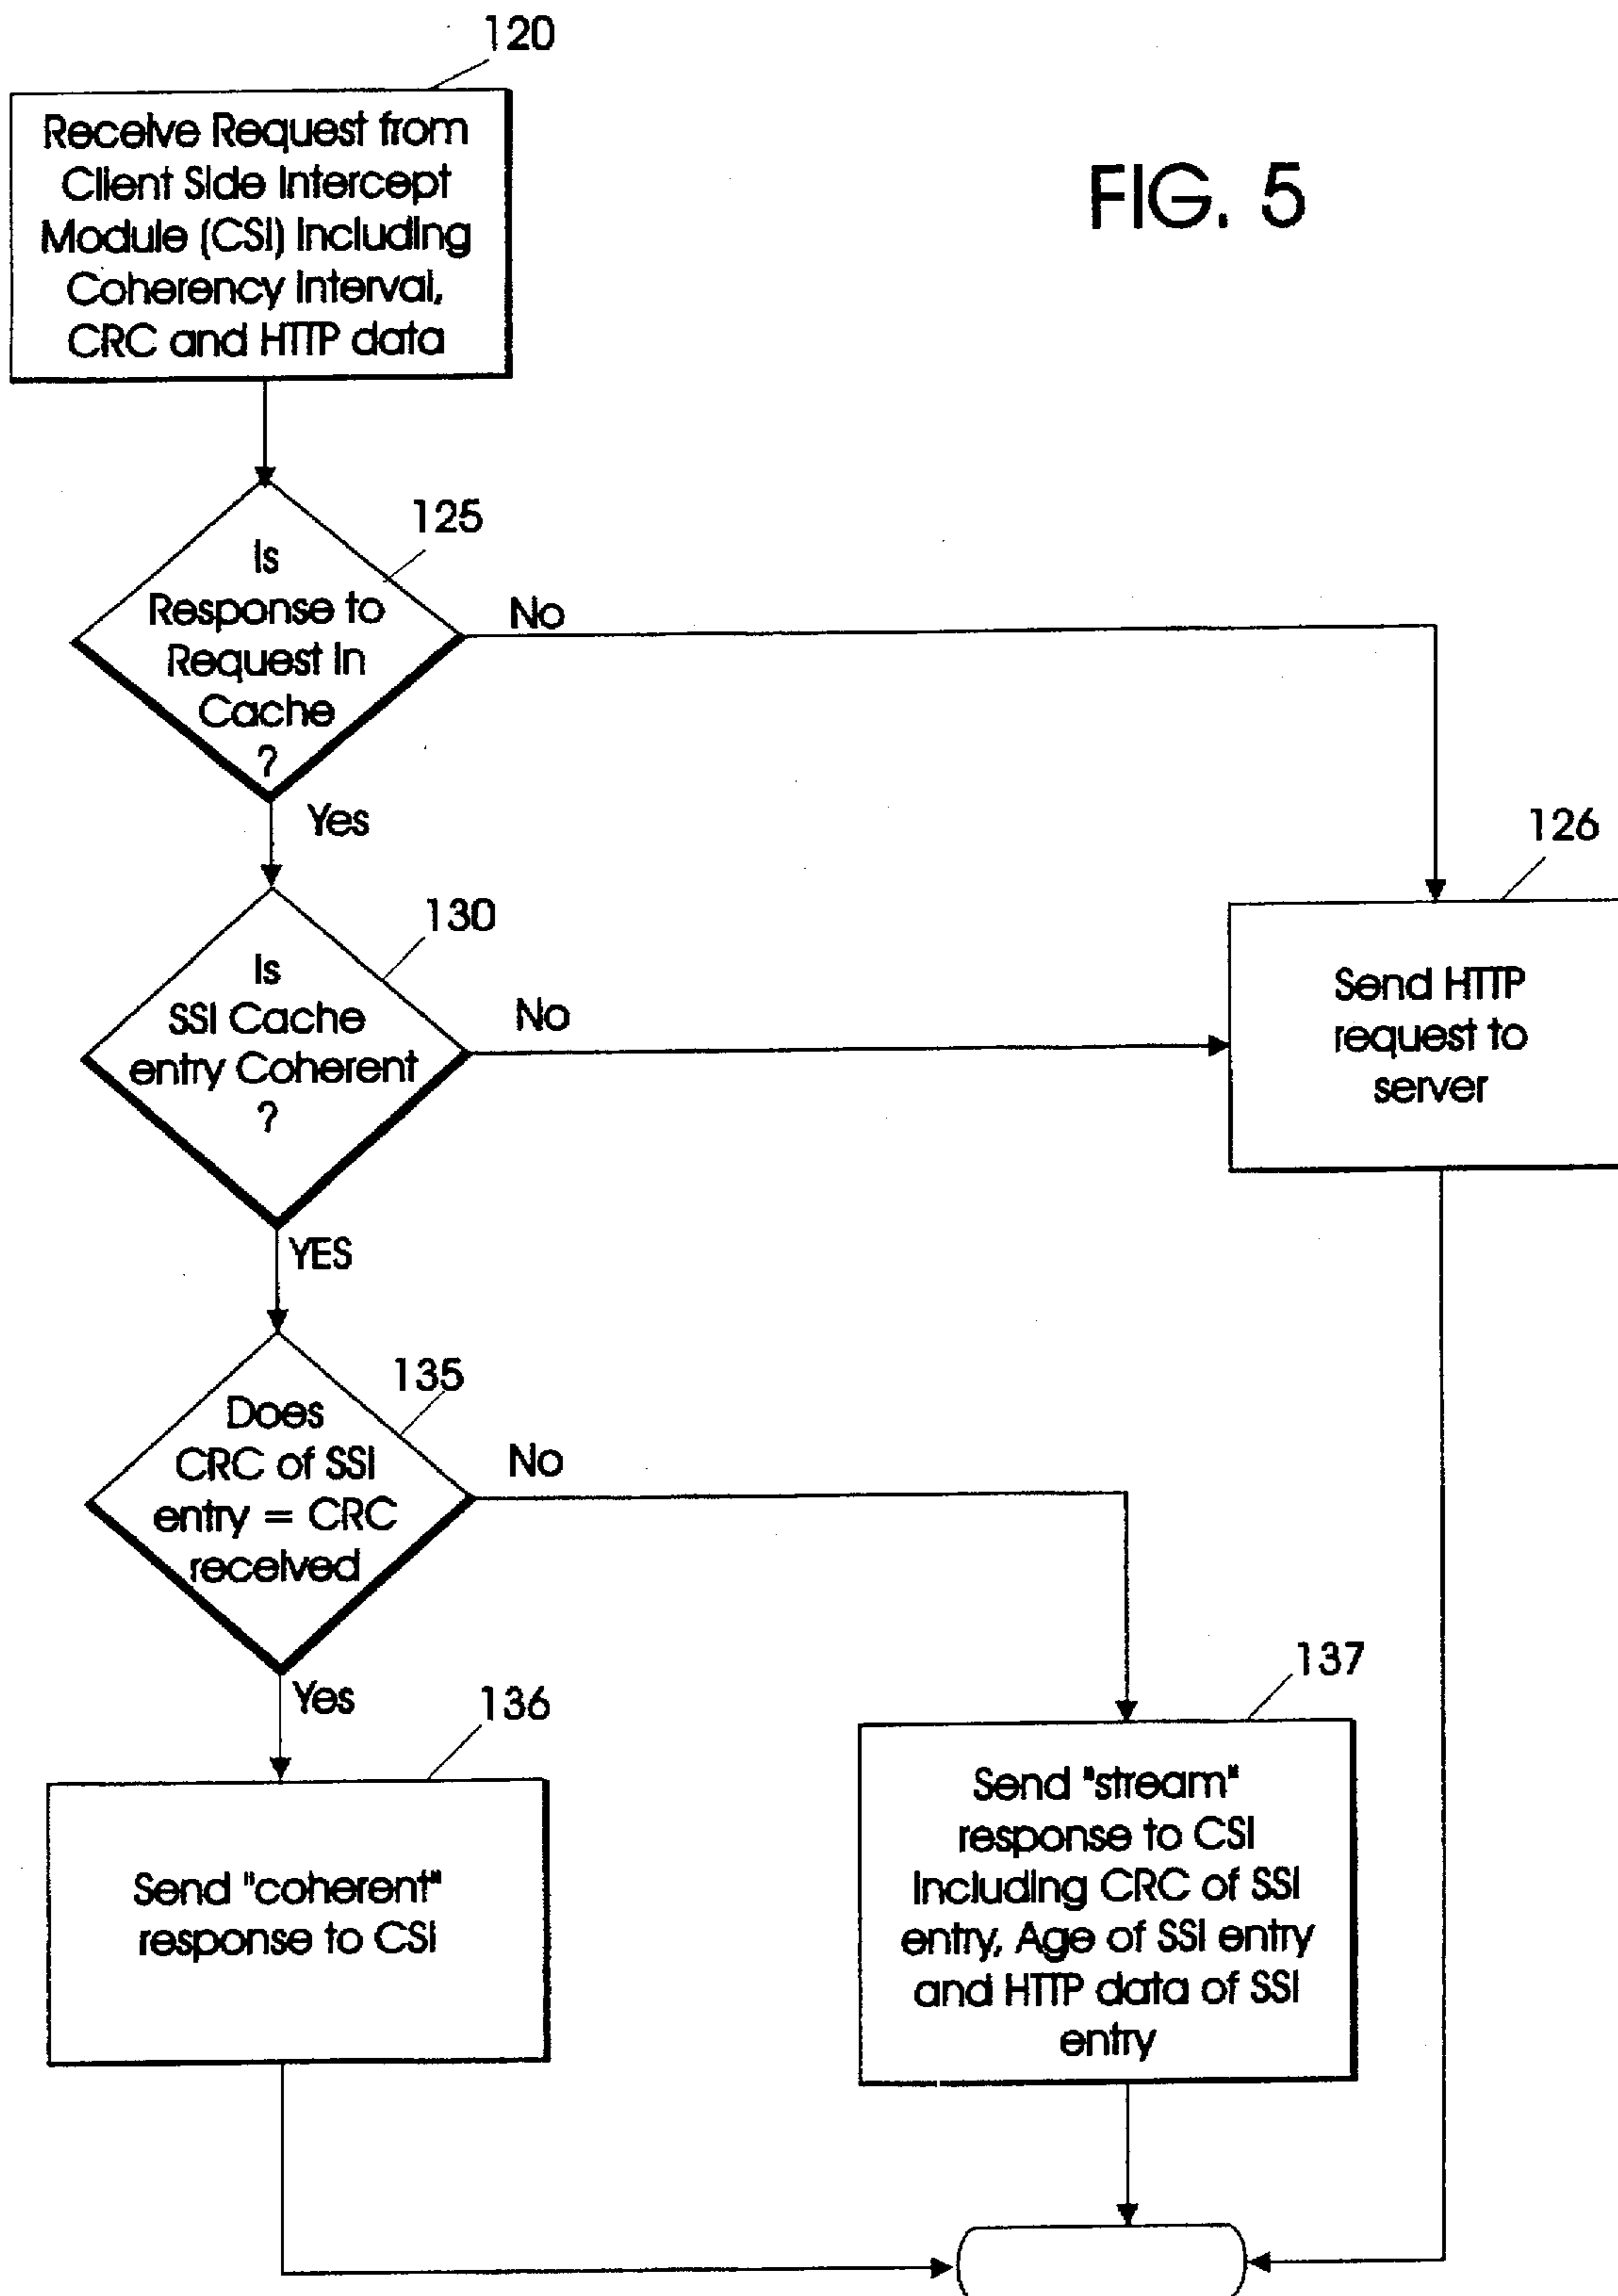 120
Receive Request from
Client Side Intercept
Module (CSI) Including
Coherency Interval,
CRC and HTTP data
FIG. 5
125
Is
Response to
Request In
Cache
?
No
Yes
126
Send HTTP
request to
server
130
Is
SSI Cache
entry Coherent
?
No
YES
135
Does
CRC of SSI
entry = CRC
received
No
Yes
136
Send "coherent"
response to CSI
137
Send "stream"
response to CSI
Including CRC of SSI
entry, Age of SSI entry
and HTTP data of SSI
entry